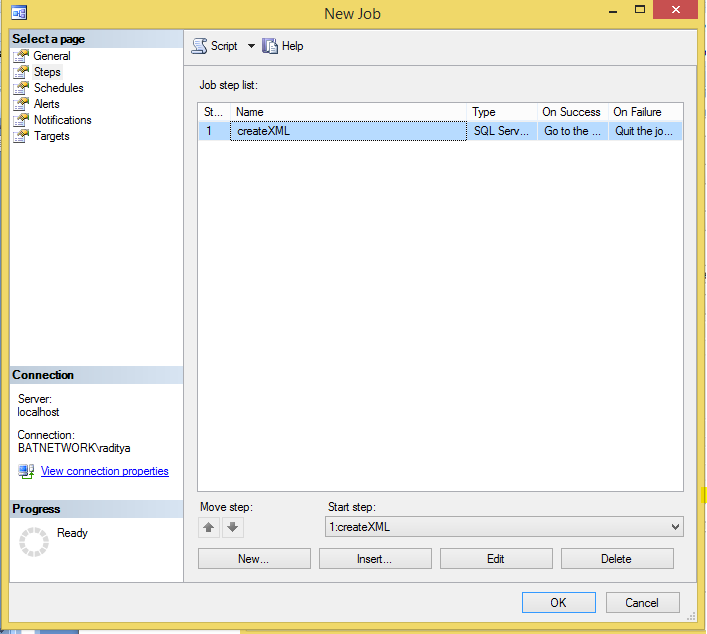 New Job
Select a page
General
Steps
Schedules
Alerts
Notifications
Targets
Connection
Server:
localhost
Connection:
BATNETWORK\raditya
View connection properties
Progress
Ready
Script Help
Job step list:
St... Name Type On Success On Failure
1 createXML SQL Serv... Go to the ... Quit the jo...
Move step: Start step:
1:createXML
New... Insert... Edit Delete
OK Cancel